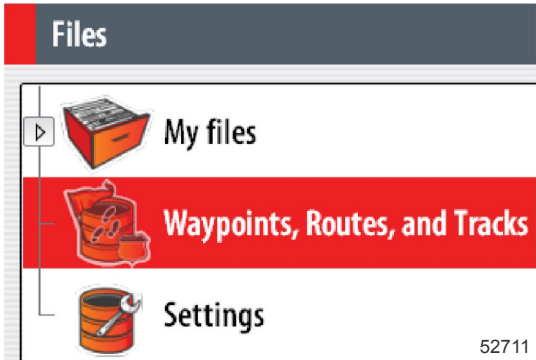 Files
My files
Waypoints, Routes, and Tracks
Settings
52711